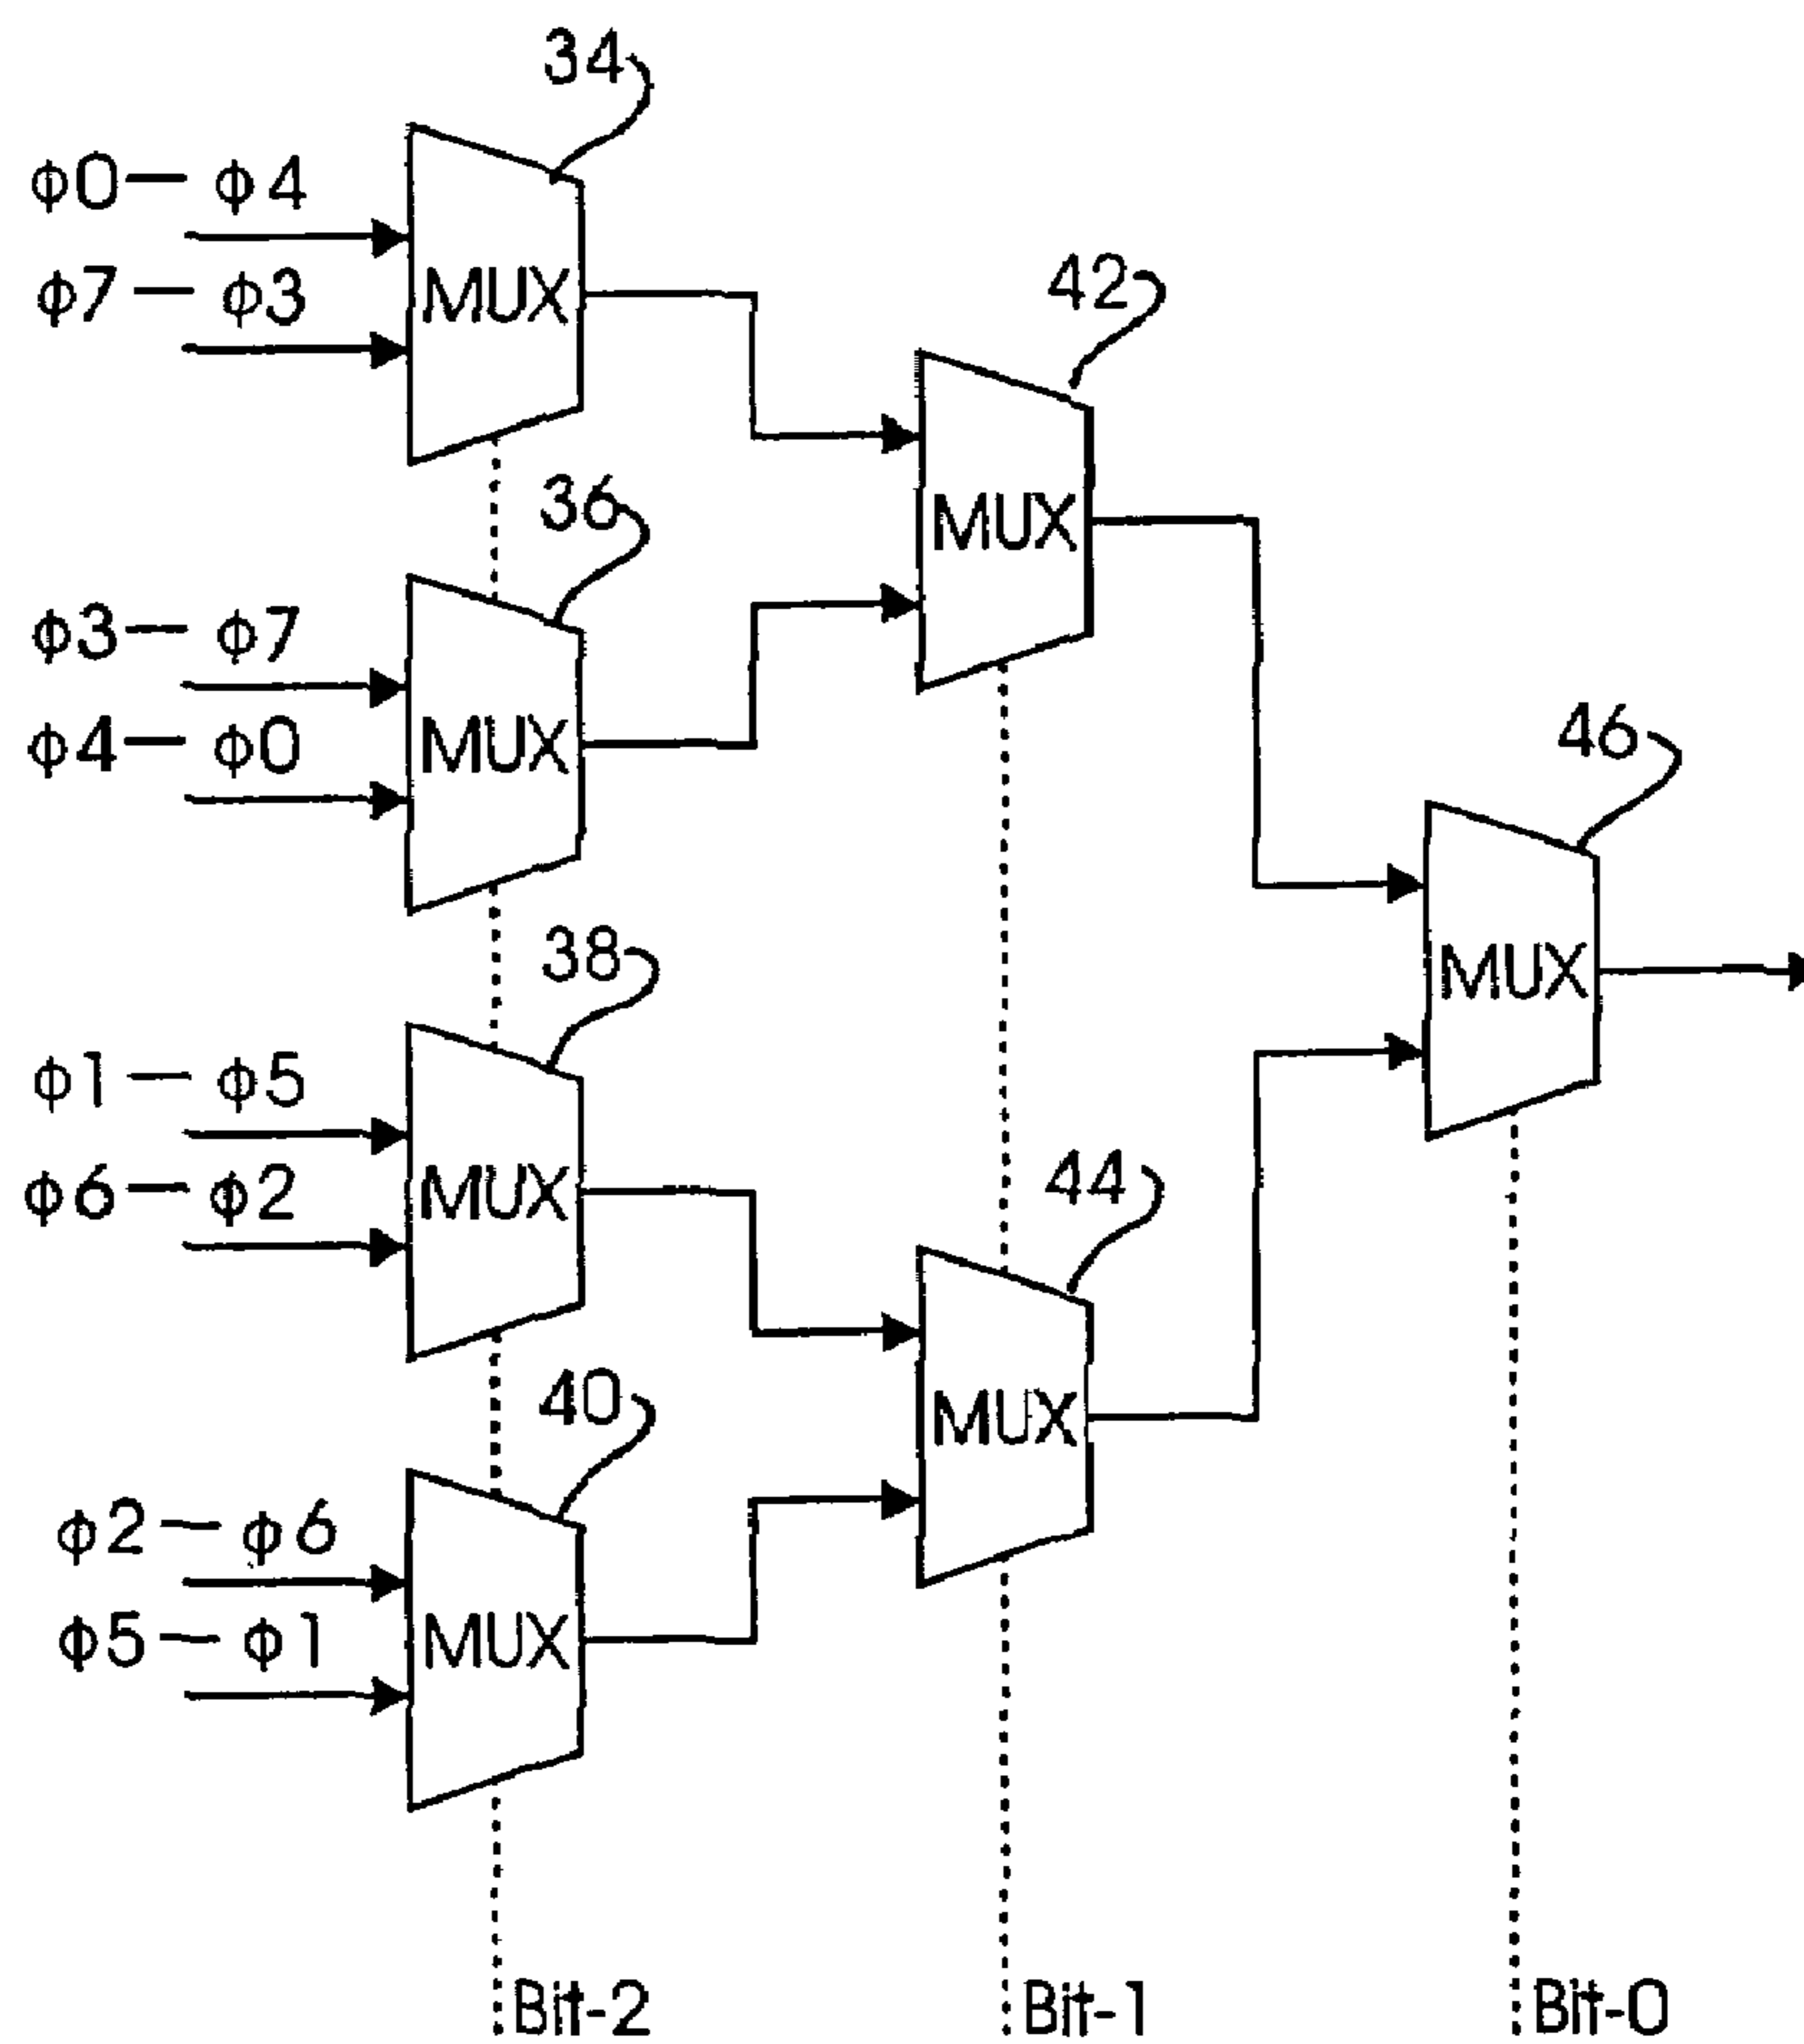 34
φ0— φ4
φ7— φ3
MUX
42
36
MUX
φ3— φ7
φ4— φ0
MUX
46
38
MUX
φ1— φ5
φ6— φ2
MUX
44
40
MUX
φ2— φ6
φ5— φ1
MUX
Bit-2
Bit-1
Bit-0